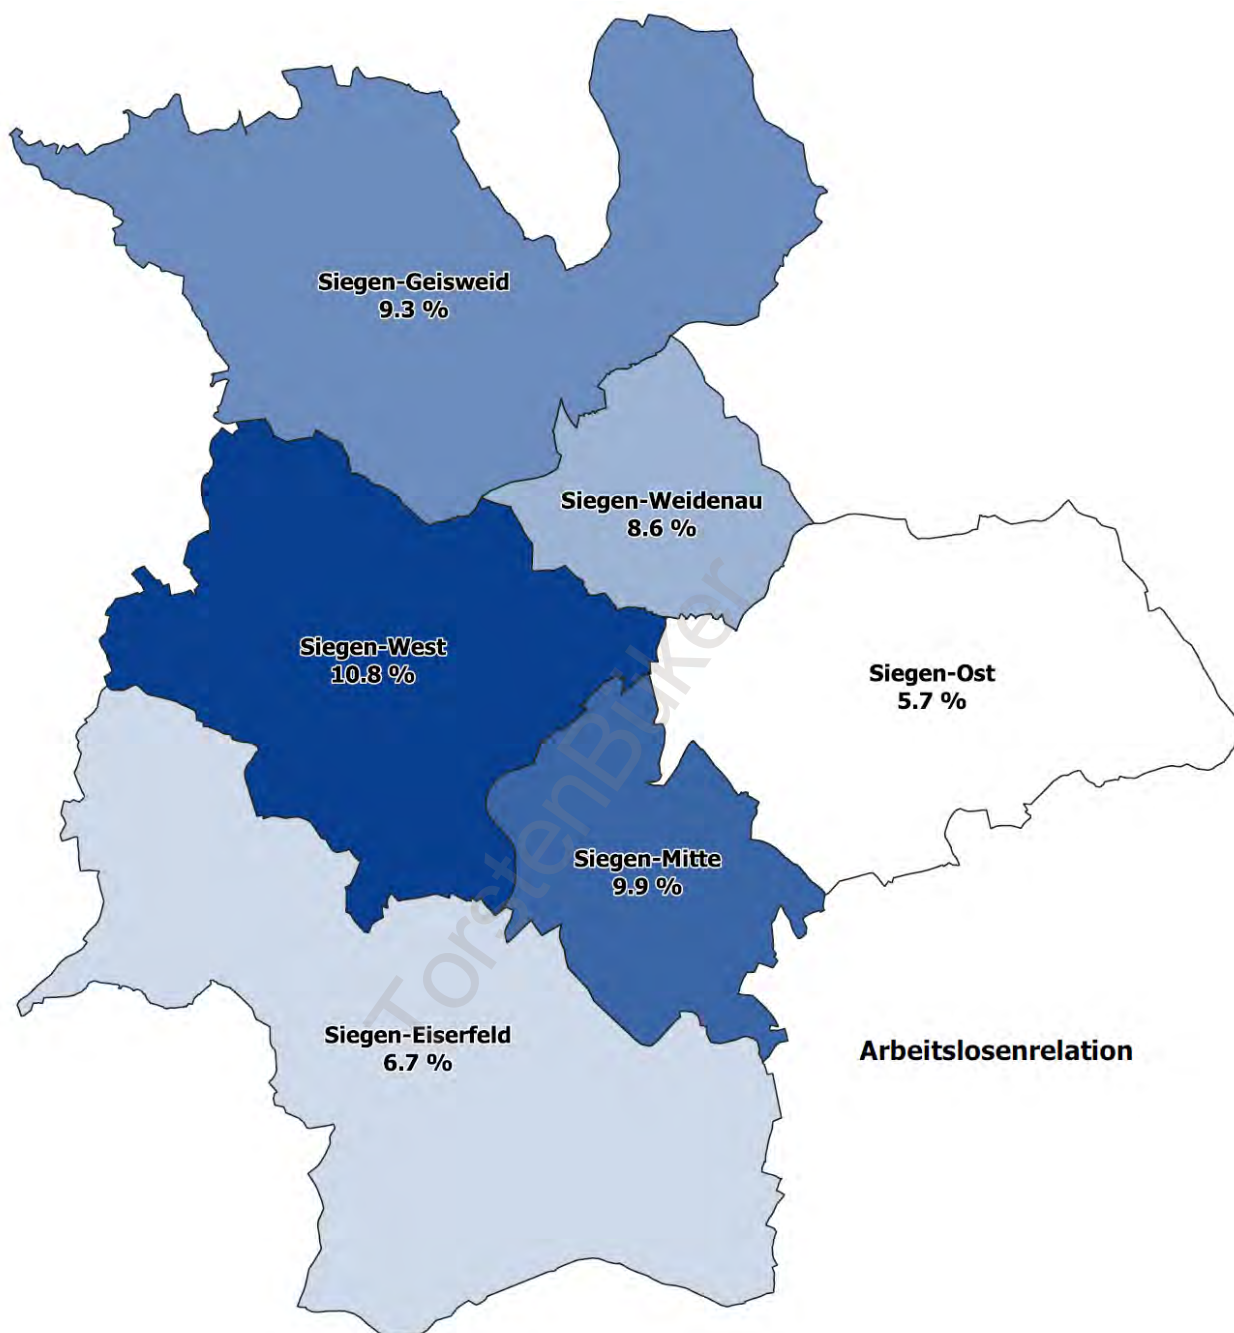 Siegen-Geisweid
9.3 %
Siegen-Weidenau
8.6 %
Siegen-West
10.8 %
Siegen-Ost
5.7 %
Siegen-Mitte
9.9 %
Siegen-Eiserfeld
6.7 %
Arbeitslosenrelation
TorstenBüker